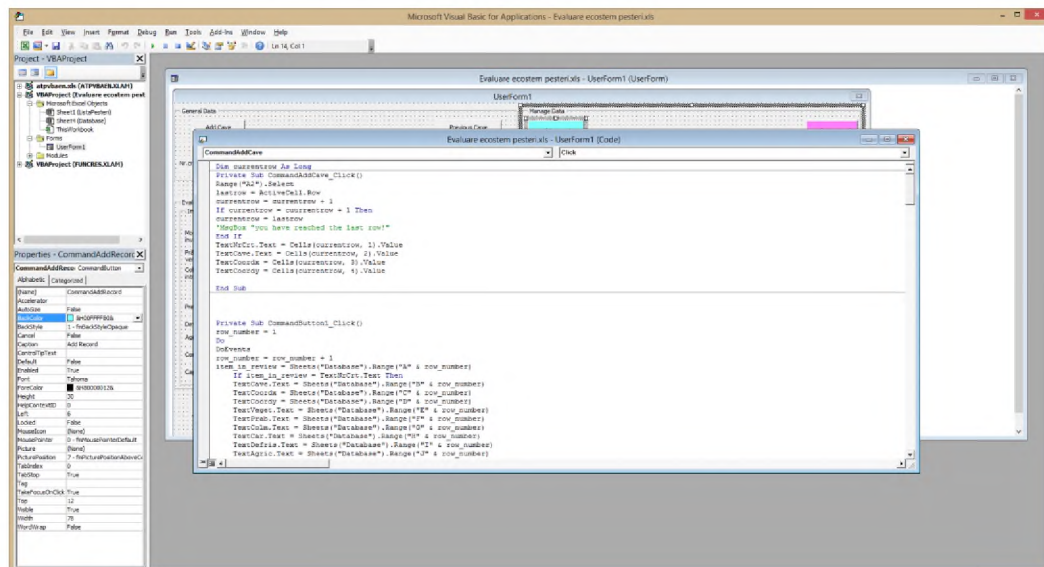 Microsoft Visual Basic for Applications - Evaluare ecostem pesteri.xls
File Edit View Insert Format Debug Run Tools Add-Ins Window Help
Ln 14, Col 1
Project - VBAProject
atpvbaen.xls (ATPVBAEN.XLAM)
VBAProject (Evaluare ecostem pest
Microsoft Excel Objects
Sheet1 (ListaPesteri)
Sheet4 (Database)
ThisWorkbook
Forms
UserForm1
Modules
VBAProject (FUNCRES.XLAM)
Properties - CommandAddRecord
CommandAddReco CommandButton
Alphabetic Categorized
(Name) CommandAddRecord
Accelerator
AutoSize False
BackColor &H00FFFF80&
BackStyle 1 - fmBackStyleOpaque
Cancel False
Caption Add Record
ControlTipText
Default False
Enabled True
Font Tahoma
ForeColor &H80000012&
Height 30
HelpContextID 0
Left 6
Locked False
MouseIcon (None)
MousePointer 0 - fmMousePointerDefault
Picture (None)
PicturePosition 7 - fmPicturePositionAboveCe
TabIndex 0
TabStop True
Tag
TakeFocusOnClick True
Top 12
Visible True
Width 78
WordWrap False
Evaluare ecostem pesteri.xls - UserForm1 (UserForm)
UserForm1
General Data
Manage Data
Add Cave
Previous Cave
Evaluare ecostem pesteri.xls - UserForm1 (Code)
CommandAddCave Click
Dim currentrow As Long
Private Sub CommandAddCave_Click()
Range("A2").Select
lastrow = ActiveCell.Row
currentrow = currentrow + 1
If currentrow = cuurrentrow + 1 Then
currentrow = lastrow
'MsgBox "you have reached the last row!"
End If
TextNrCrt.Text = Cells(currentrow, 1).Value
TextCave.Text = Cells(currentrow, 2).Value
TextCoordx = Cells(currentrow, 3).Value
TextCoordy = Cells(currentrow, 4).Value
End Sub
Private Sub CommandButton1_Click()
row_number = 1
Do
DoEvents
row_number = row_number + 1
item_in_review = Sheets("Database").Range("A" & row_number)
If item_in_review = TextNrCrt.Text Then
TextCave.Text = Sheets("Database").Range("B" & row_number)
TextCoordx = Sheets("Database").Range("C" & row_number)
TextCoordy = Sheets("Database").Range("D" & row_number)
TextVeget.Text = Sheets("Database").Range("E" & row_number)
TextPrab.Text = Sheets("Database").Range("F" & row_number)
TextColm.Text = Sheets("Database").Range("G" & row_number)
TextCar.Text = Sheets("Database").Range("H" & row_number)
TextDefris.Text = Sheets("Database").Range("I" & row_number)
TextAgric.Text = Sheets("Database").Range("J" & row_number)